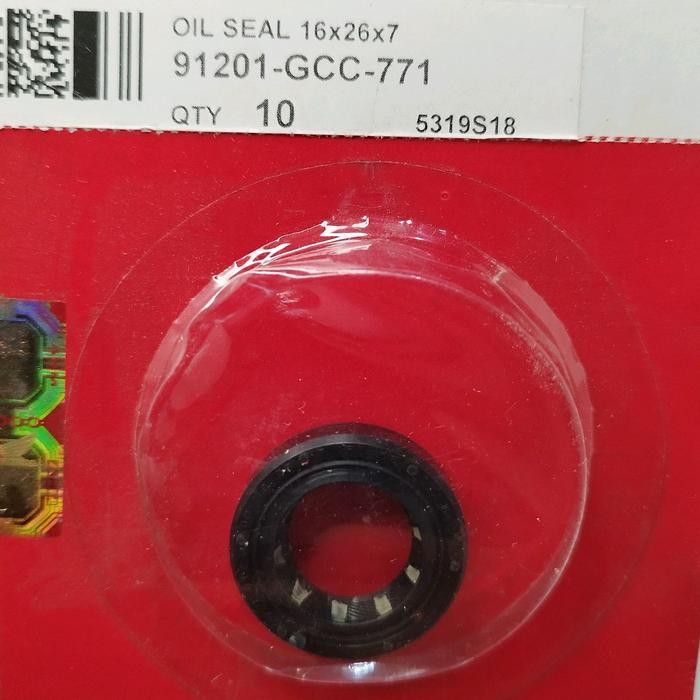 OIL SEAL 16x26x7
91201-GCC-771
QTY 10 5319S18